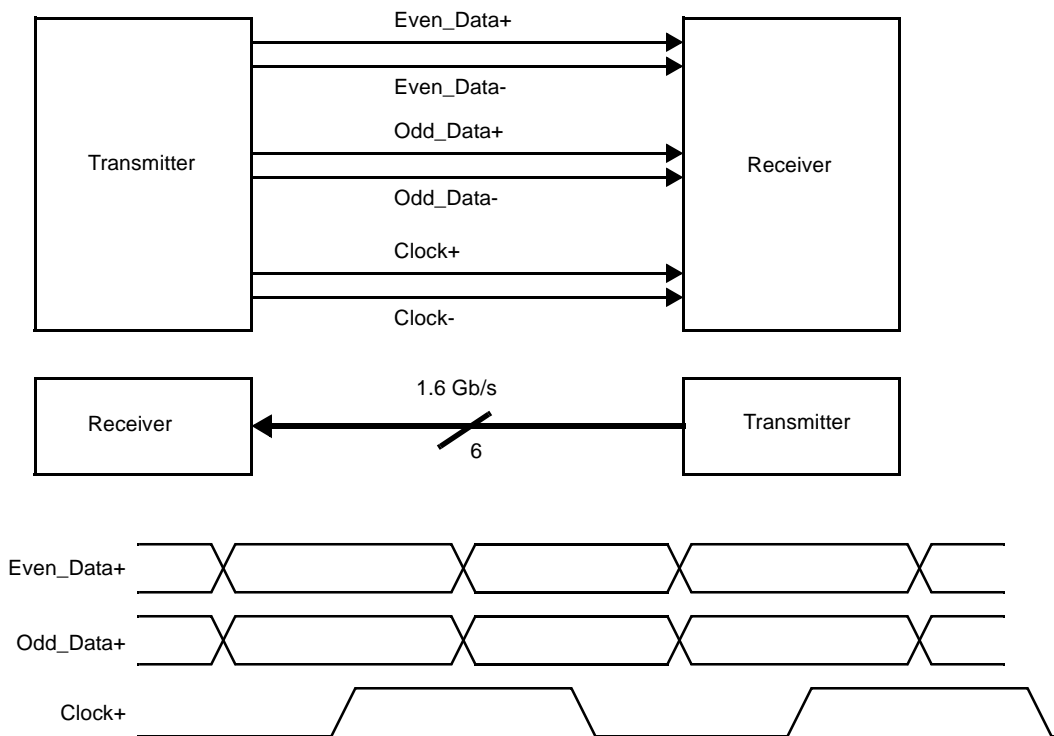 Even_Data+
Even_Data-
Odd_Data+
Transmitter
Receiver
Odd_Data-
Clock+
Clock-
1.6 Gb/s
Receiver
Transmitter
6
Even_Data+
Odd_Data+
Clock+